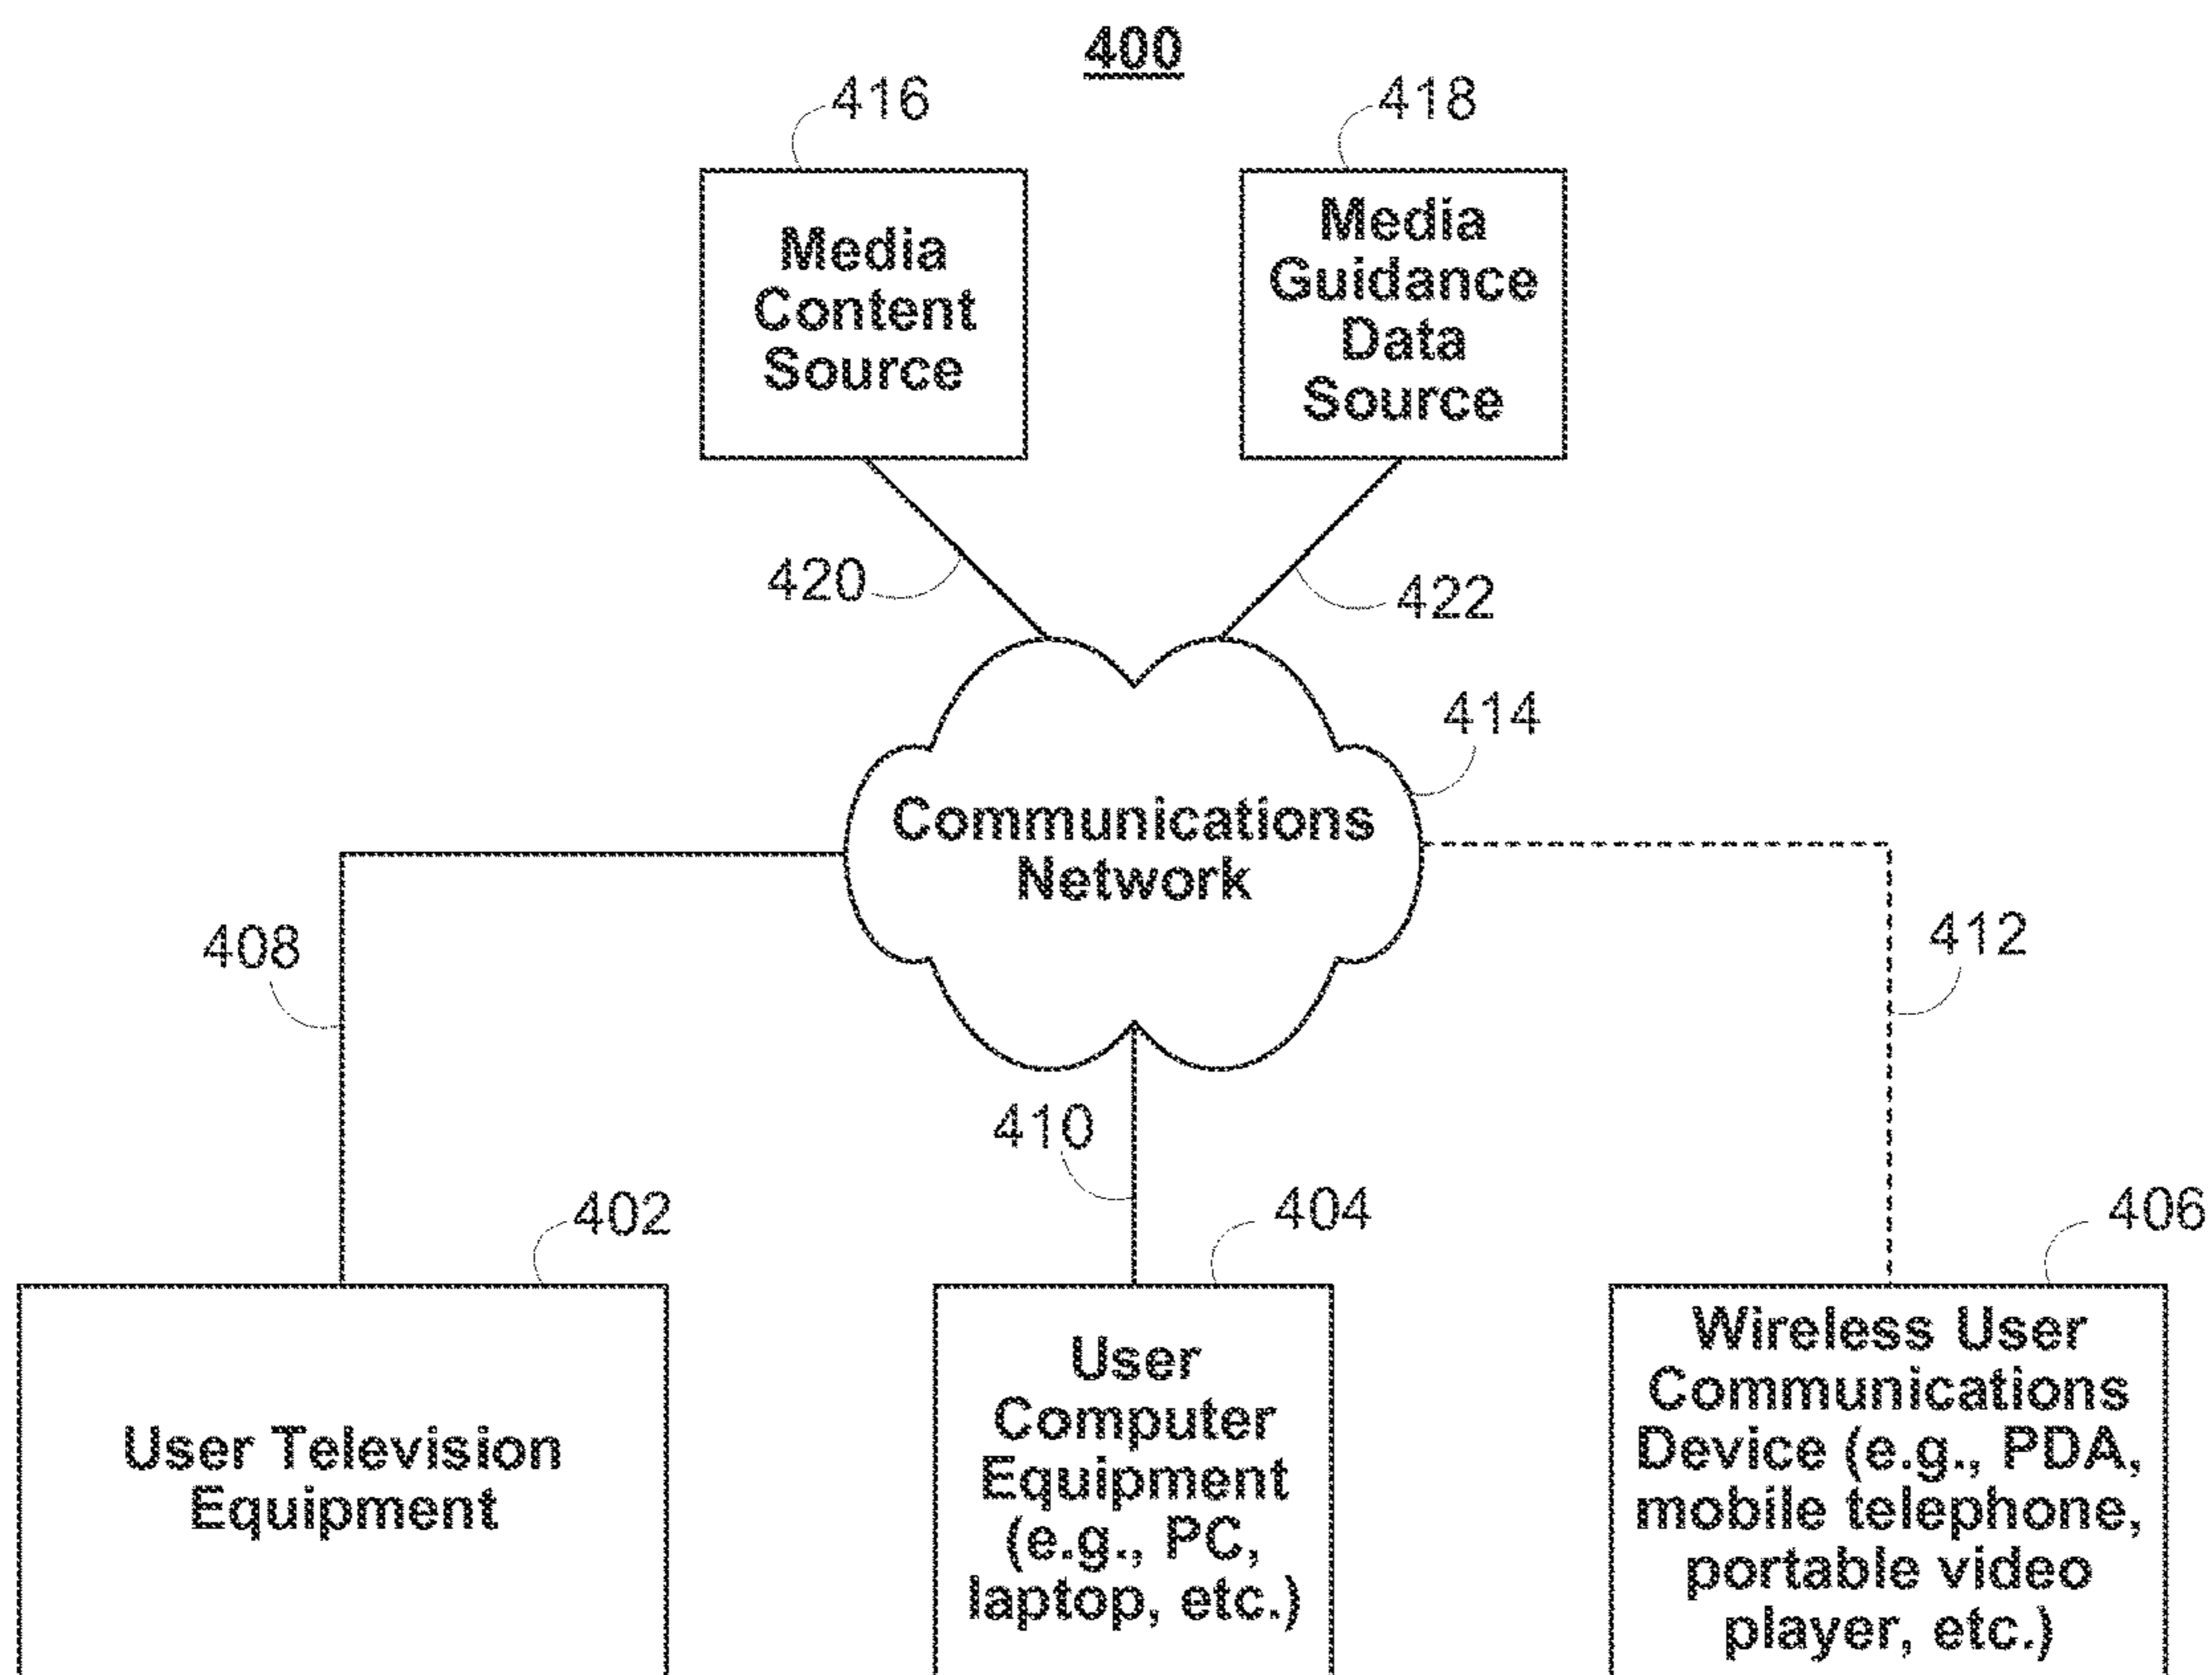 400
416
418
Media
Content
Source
Media
Guidance
Data
Source
420
422
414
Communications
Network
408
412
410
402
404
406
User Television
Equipment
User
Computer
Equipment
(e.g., PC,
laptop, etc.)
Wireless User
Communications
Device (e.g., PDA,
mobile telephone,
portable video
player, etc.)